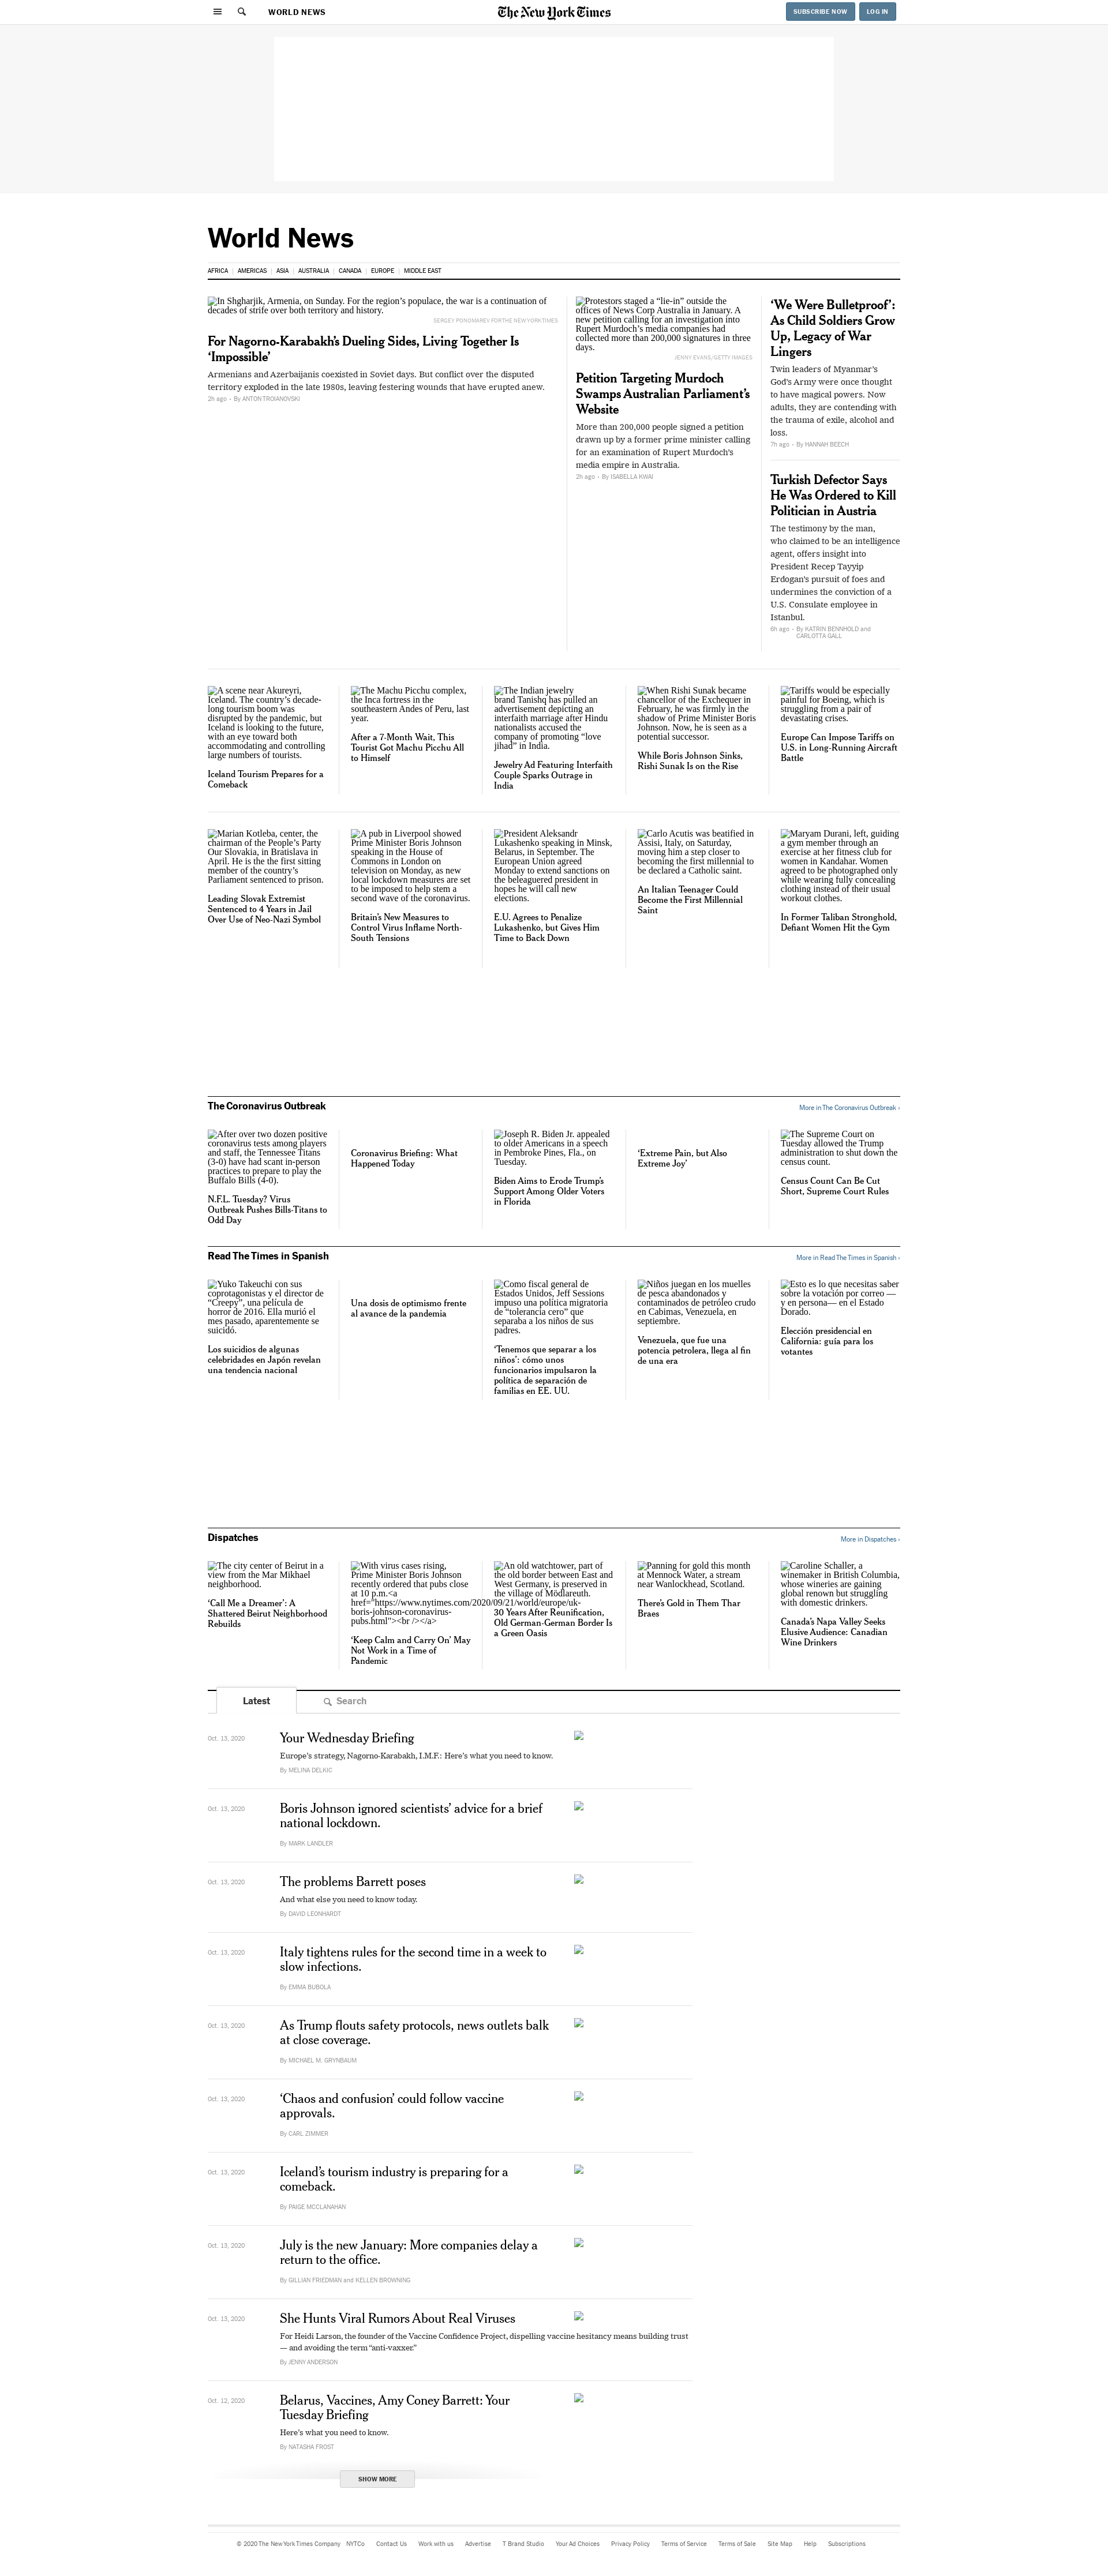 WORLD NEWS
The New York Times
SUBSCRIBE NOW
LOG IN
World News
AFRICA
AMERICAS
ASIA
AUSTRALIA
CANADA
EUROPE
MIDDLE EAST
In Shgharjik, Armenia, on Sunday. For the region’s populace, the war is a continuation of
decades of strife over both territory and history.
SERGEY PONOMAREV FOR THE NEW YORK TIMES
For Nagorno-Karabakh’s Dueling Sides, Living Together Is
‘Impossible’
Armenians and Azerbaijanis coexisted in Soviet days. But conflict over the disputed
territory exploded in the late 1980s, leaving festering wounds that have erupted anew.
2h ago - By ANTON TROIANOVSKI
Protestors staged a “lie-in” outside the
offices of News Corp Australia in January. A
new petition calling for an investigation into
Rupert Murdoch’s media companies had
collected more than 200,000 signatures in three
days.
JENNY EVANS/GETTY IMAGES
Petition Targeting Murdoch
Swamps Australian Parliament’s
Website
More than 200,000 people signed a petition
drawn up by a former prime minister calling
for an examination of Rupert Murdoch’s
media empire in Australia.
2h ago - By ISABELLA KWAI
‘We Were Bulletproof’:
As Child Soldiers Grow
Up, Legacy of War
Lingers
Twin leaders of Myanmar’s
God’s Army were once thought
to have magical powers. Now
adults, they are contending with
the trauma of exile, alcohol and
loss.
7h ago - By HANNAH BEECH
Turkish Defector Says
He Was Ordered to Kill
Politician in Austria
The testimony by the man,
who claimed to be an intelligence
agent, offers insight into
President Recep Tayyip
Erdogan’s pursuit of foes and
undermines the conviction of a
U.S. Consulate employee in
Istanbul.
6h ago - By KATRIN BENNHOLD and
CARLOTTA GALL
A scene near Akureyri,
Iceland. The country’s decade-
long tourism boom was
disrupted by the pandemic, but
Iceland is looking to the future,
with an eye toward both
accommodating and controlling
large numbers of tourists.
Iceland Tourism Prepares for a
Comeback
The Machu Picchu complex,
the Inca fortress in the
southeastern Andes of Peru, last
year.
After a 7-Month Wait, This
Tourist Got Machu Picchu All
to Himself
The Indian jewelry
brand Tanishq has pulled an
advertisement depicting an
interfaith marriage after Hindu
nationalists accused the
company of promoting “love
jihad” in India.
Jewelry Ad Featuring Interfaith
Couple Sparks Outrage in
India
When Rishi Sunak became
chancellor of the Exchequer in
February, he was firmly in the
shadow of Prime Minister Boris
Johnson. Now, he is seen as a
potential successor.
While Boris Johnson Sinks,
Rishi Sunak Is on the Rise
Tariffs would be especially
painful for Boeing, which is
struggling from a pair of
devastating crises.
Europe Can Impose Tariffs on
U.S. in Long-Running Aircraft
Battle
Marian Kotleba, center, the
chairman of the People’s Party
Our Slovakia, in Bratislava in
April. He is the the first sitting
member of the country’s
Parliament sentenced to prison.
Leading Slovak Extremist
Sentenced to 4 Years in Jail
Over Use of Neo-Nazi Symbol
A pub in Liverpool showed
Prime Minister Boris Johnson
speaking in the House of
Commons in London on
television on Monday, as new
local lockdown measures are set
to be imposed to help stem a
second wave of the coronavirus.
Britain’s New Measures to
Control Virus Inflame North-
South Tensions
President Aleksandr
Lukashenko speaking in Minsk,
Belarus, in September. The
European Union agreed
Monday to extend sanctions on
the beleaguered president in
hopes he will call new
elections.
E.U. Agrees to Penalize
Lukashenko, but Gives Him
Time to Back Down
Carlo Acutis was beatified in
Assisi, Italy, on Saturday,
moving him a step closer to
becoming the first millennial to
be declared a Catholic saint.
An Italian Teenager Could
Become the First Millennial
Saint
Maryam Durani, left, guiding
a gym member through an
exercise at her fitness club for
women in Kandahar. Women
agreed to be photographed only
while wearing fully concealing
clothing instead of their usual
workout clothes.
In Former Taliban Stronghold,
Defiant Women Hit the Gym
The Coronavirus Outbreak
More in The Coronavirus Outbreak ›
After over two dozen positive
coronavirus tests among players
and staff, the Tennessee Titans
(3-0) have had scant in-person
practices to prepare to play the
Buffalo Bills (4-0).
N.F.L. Tuesday? Virus
Outbreak Pushes Bills-Titans to
Odd Day
Coronavirus Briefing: What
Happened Today
Joseph R. Biden Jr. appealed
to older Americans in a speech
in Pembroke Pines, Fla., on
Tuesday.
Biden Aims to Erode Trump’s
Support Among Older Voters
in Florida
‘Extreme Pain, but Also
Extreme Joy’
The Supreme Court on
Tuesday allowed the Trump
administration to shut down the
census count.
Census Count Can Be Cut
Short, Supreme Court Rules
Read The Times in Spanish
More in Read The Times in Spanish ›
Yuko Takeuchi con sus
coprotagonistas y el director de
“Creepy”, una película de
horror de 2016. Ella murió el
mes pasado, aparentemente se
suicidó.
Los suicidios de algunas
celebridades en Japón revelan
una tendencia nacional
Una dosis de optimismo frente
al avance de la pandemia
Como fiscal general de
Estados Unidos, Jeff Sessions
impuso una política migratoria
de “tolerancia cero” que
separaba a los niños de sus
padres.
‘Tenemos que separar a los
niños’: cómo unos
funcionarios impulsaron la
política de separación de
familias en EE. UU.
Niños juegan en los muelles
de pesca abandonados y
contaminados de petróleo crudo
en Cabimas, Venezuela, en
septiembre.
Venezuela, que fue una
potencia petrolera, llega al fin
de una era
Esto es lo que necesitas saber
sobre la votación por correo —
y en persona— en el Estado
Dorado.
Elección presidencial en
California: guía para los
votantes
Dispatches
More in Dispatches ›
The city center of Beirut in a
view from the Mar Mikhael
neighborhood.
‘Call Me a Dreamer’: A
Shattered Beirut Neighborhood
Rebuilds
With virus cases rising,
Prime Minister Boris Johnson
recently ordered that pubs close
at 10 p.m.<a
href="https://www.nytimes.com/2020/09/21/world/europe/uk-
boris-johnson-coronavirus-
pubs.html"><br /></a>
‘Keep Calm and Carry On’ May
Not Work in a Time of
Pandemic
An old watchtower, part of
the old border between East and
West Germany, is preserved in
the village of Mödlareuth.
30 Years After Reunification,
Old German-German Border Is
a Green Oasis
Panning for gold this month
at Mennock Water, a stream
near Wanlockhead, Scotland.
There’s Gold in Them Thar
Braes
Caroline Schaller, a
winemaker in British Columbia,
whose wineries are gaining
global renown but struggling
with domestic drinkers.
Canada’s Napa Valley Seeks
Elusive Audience: Canadian
Wine Drinkers
Latest
Search
Oct. 13, 2020
Your Wednesday Briefing
Europe’s strategy, Nagorno-Karabakh, I.M.F.: Here’s what you need to know.
By MELINA DELKIC
Oct. 13, 2020
Boris Johnson ignored scientists’ advice for a brief
national lockdown.
By MARK LANDLER
Oct. 13, 2020
The problems Barrett poses
And what else you need to know today.
By DAVID LEONHARDT
Oct. 13, 2020
Italy tightens rules for the second time in a week to
slow infections.
By EMMA BUBOLA
Oct. 13, 2020
As Trump flouts safety protocols, news outlets balk
at close coverage.
By MICHAEL M. GRYNBAUM
Oct. 13, 2020
‘Chaos and confusion’ could follow vaccine
approvals.
By CARL ZIMMER
Oct. 13, 2020
Iceland’s tourism industry is preparing for a
comeback.
By PAIGE MCCLANAHAN
Oct. 13, 2020
July is the new January: More companies delay a
return to the office.
By GILLIAN FRIEDMAN and KELLEN BROWNING
Oct. 13, 2020
She Hunts Viral Rumors About Real Viruses
For Heidi Larson, the founder of the Vaccine Confidence Project, dispelling vaccine hesitancy means building trust
— and avoiding the term “anti-vaxxer.”
By JENNY ANDERSON
Oct. 12, 2020
Belarus, Vaccines, Amy Coney Barrett: Your
Tuesday Briefing
Here’s what you need to know.
By NATASHA FROST
SHOW MORE
© 2020 The New York Times Company
NYTCo
Contact Us
Work with us
Advertise
T Brand Studio
Your Ad Choices
Privacy Policy
Terms of Service
Terms of Sale
Site Map
Help
Subscriptions